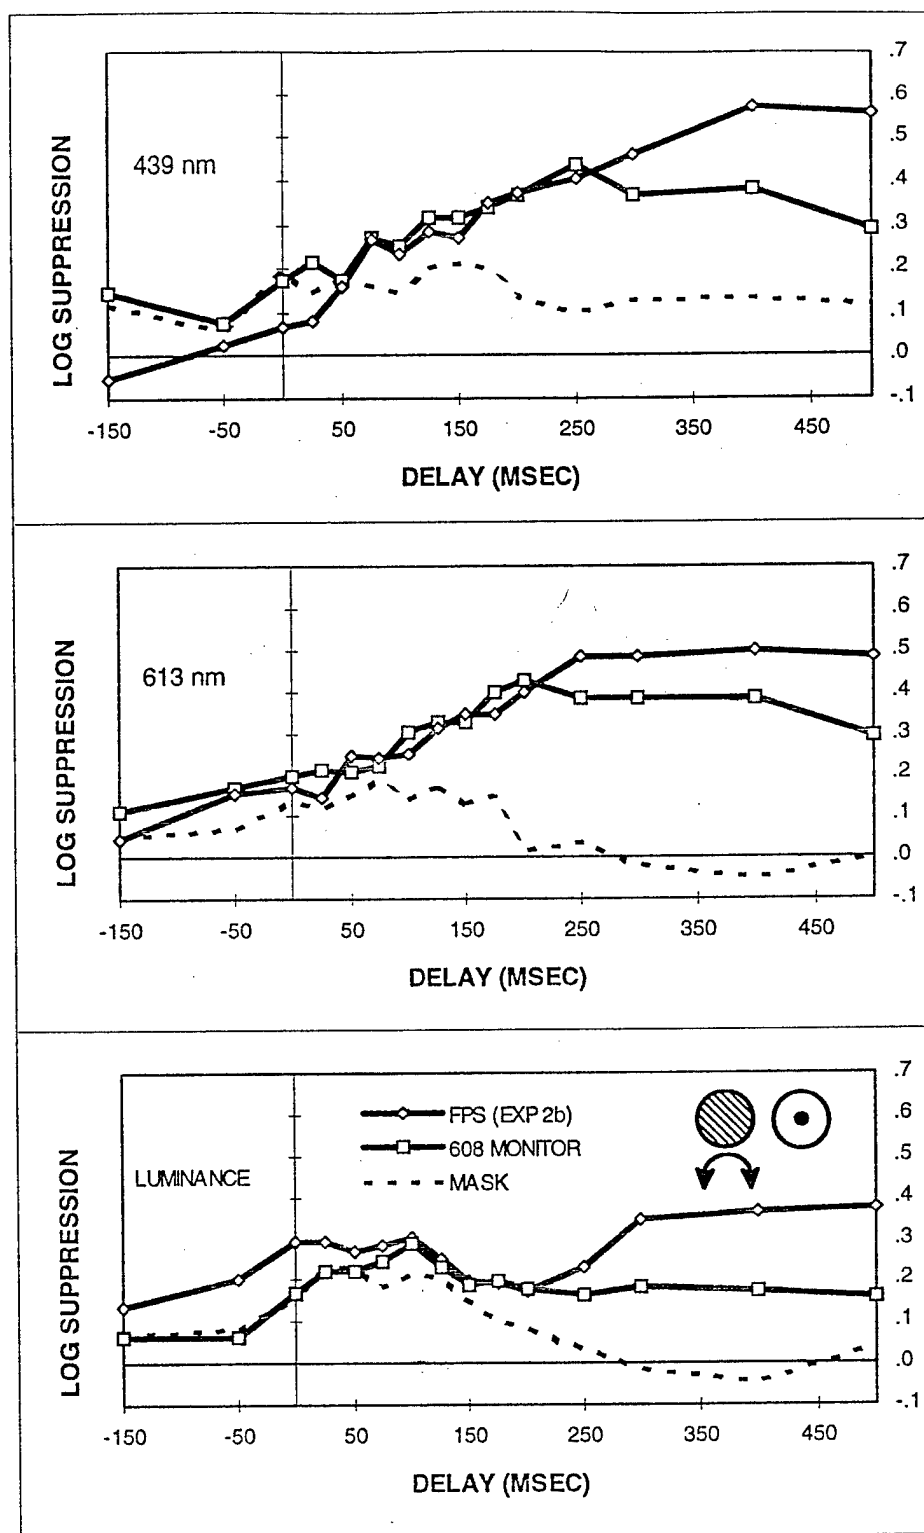 .7
.6
.5
.4
.3
.2
.1
.0
-.1
LOG SUPPRESSION
439 nm
-150 -50 50 150 250 350 450
DELAY (MSEC)
.7
.6
.5
.4
.3
.2
.1
.0
-.1
LOG SUPPRESSION
613 nm
-150 -50 50 150 250 350 450
DELAY (MSEC)
.7
.6
.5
.4
.3
.2
.1
.0
-.1
LOG SUPPRESSION
LUMINANCE
FPS (EXP 2b)
608 MONITOR
MASK
-150 -50 50 150 250 350 450
DELAY (MSEC)